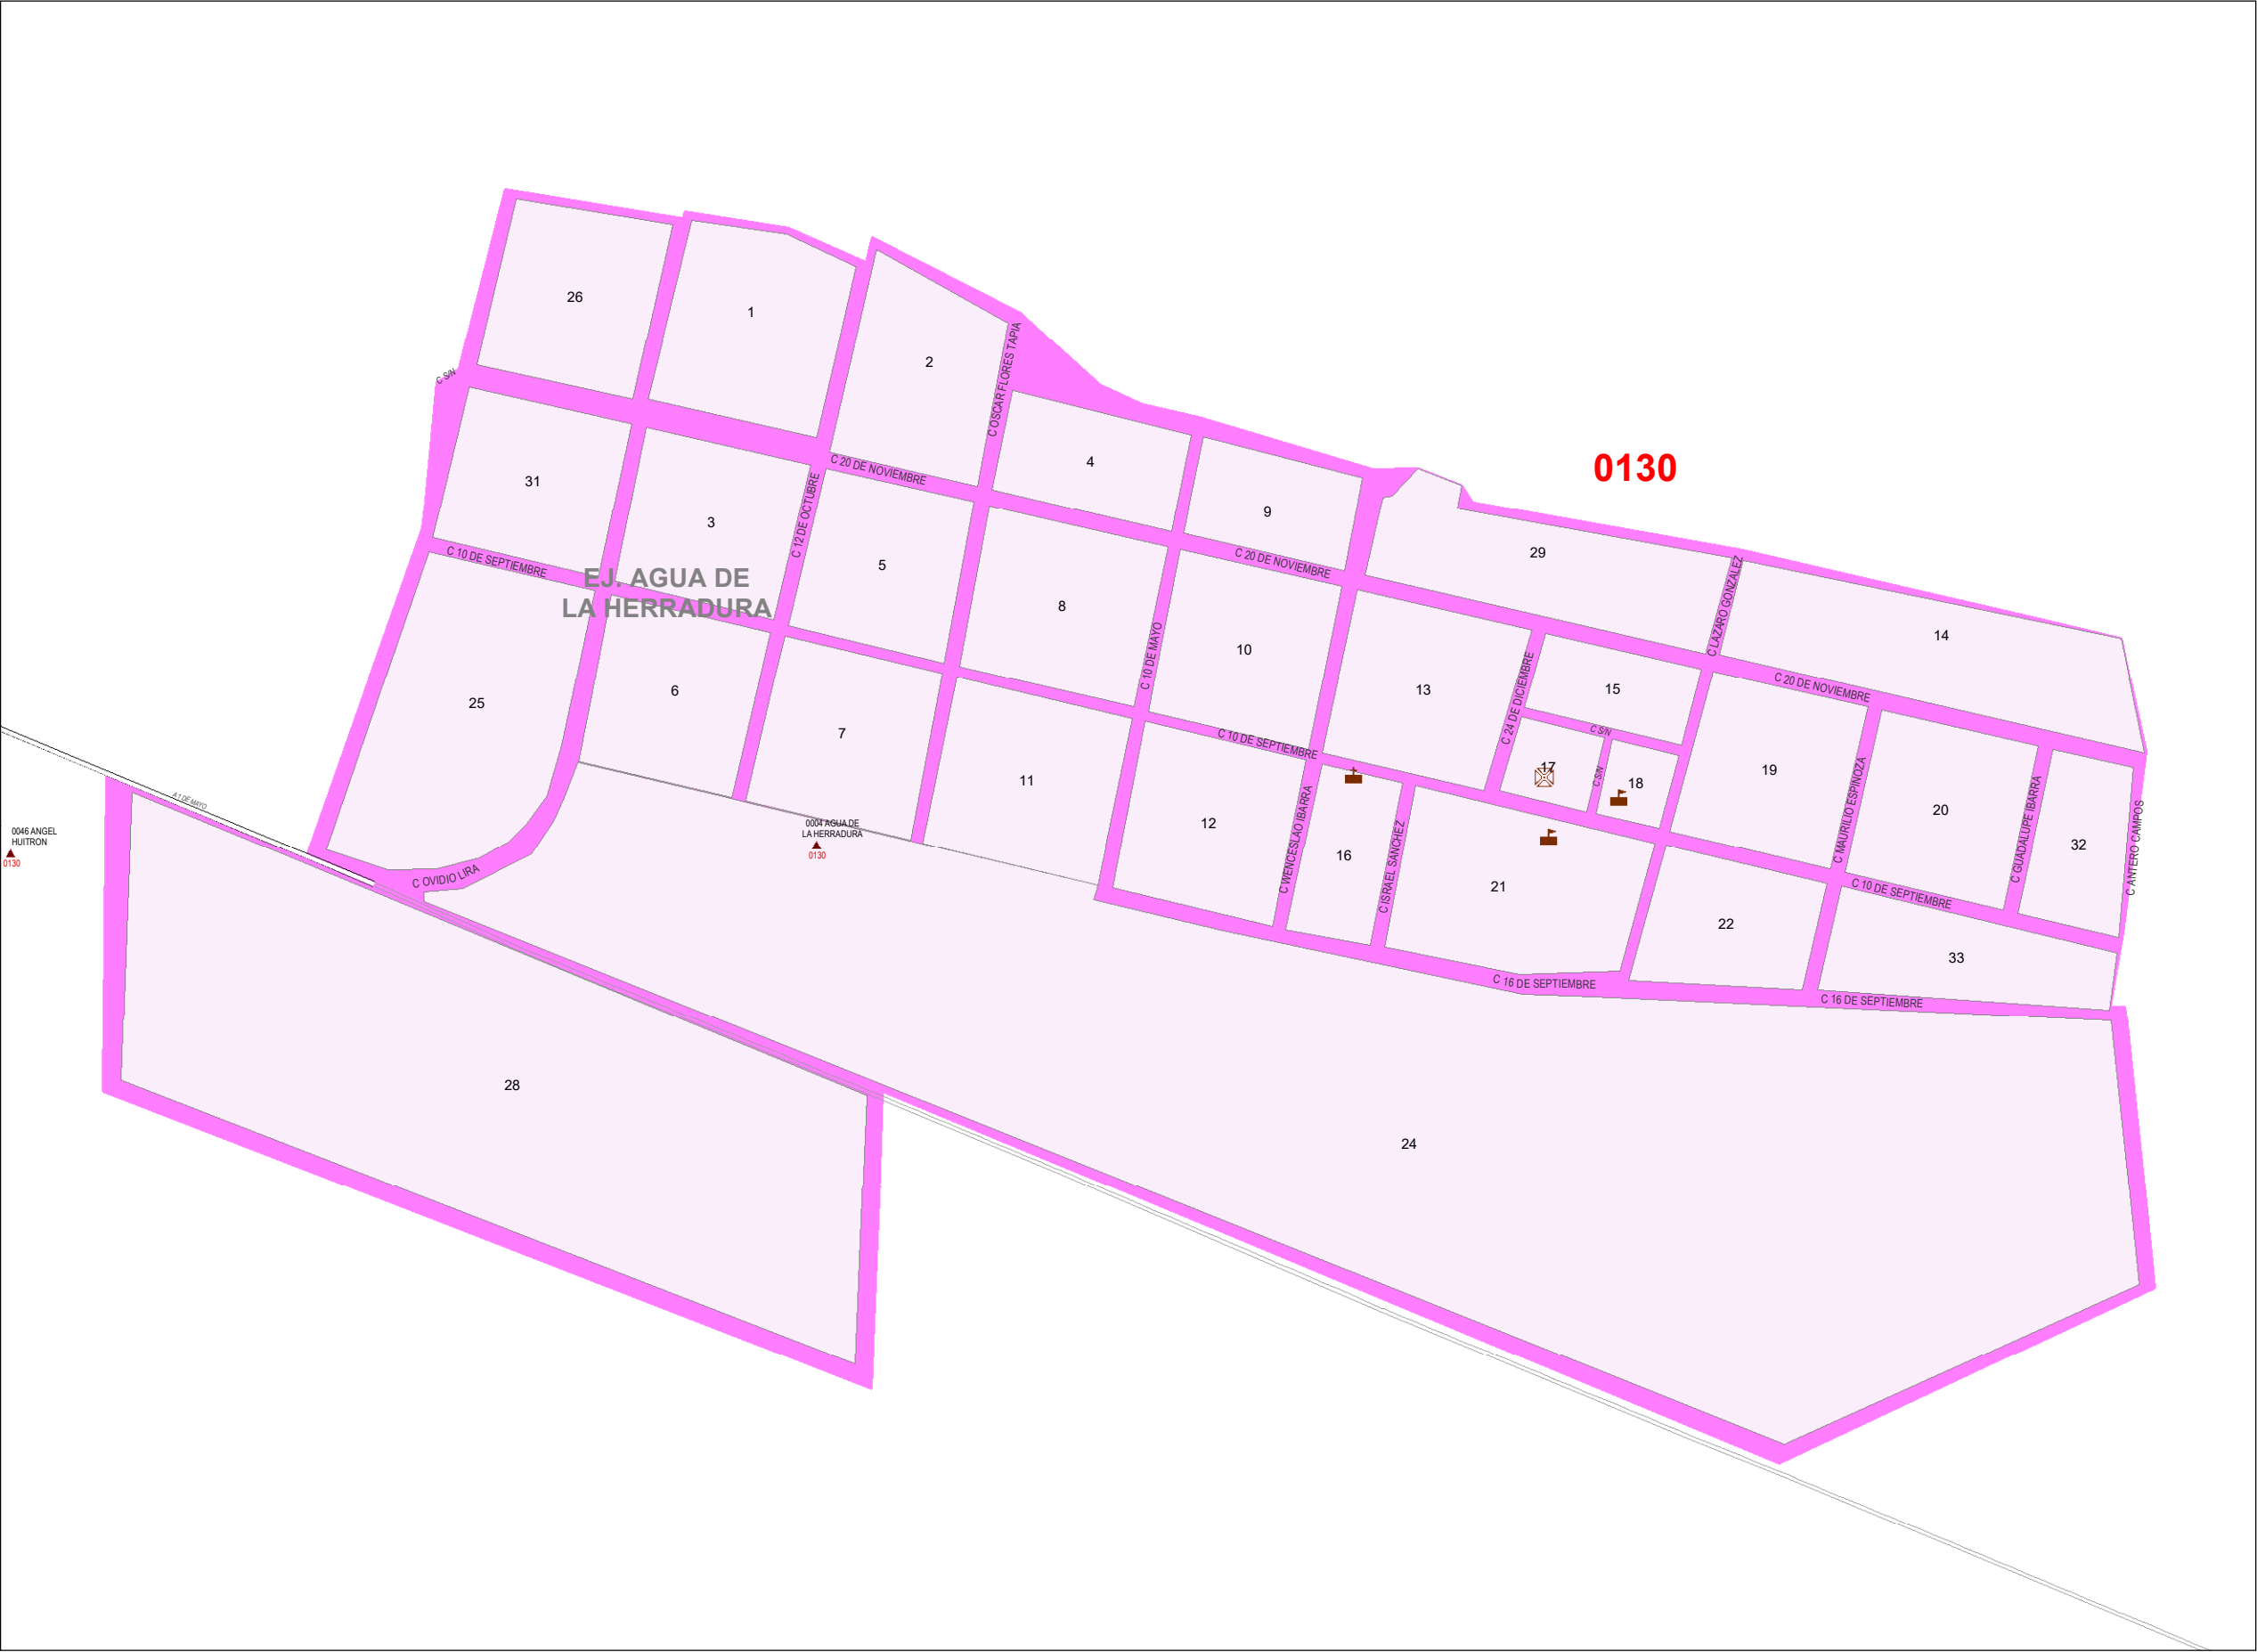 26
1
2
C S/N
C OSCAR FLORES TAPIA
4
C 20 DE NOVIEMBRE
0130
31
9
3
C 12 DE OCTUBRE
C 20 DE NOVIEMBRE
29
C 10 DE SEPTIEMBRE
EJ. AGUA DE
LA HERRADURA
5
8
C LAZARO GONZALEZ
14
10
C 10 DE MAYO
25
6
13
C 24 DE DICIEMBRE
15
C 20 DE NOVIEMBRE
7
C 10 DE SEPTIEMBRE
C S/N
11
17
C S/N
18
19
A 1 DE MAYO
0046 ANGEL
HUITRON
0130
0004 AGUA DE
LA HERRADURA
0130
12
C WENCESLAO IBARRA
16
C ISRAEL SANCHEZ
C MAURILIO ESPINOZA
20
C GUADALUPE IBARRA
32
C ANTERO CAMPOS
C OVIDIO LIRA
21
C 10 DE SEPTIEMBRE
22
33
C 16 DE SEPTIEMBRE
C 16 DE SEPTIEMBRE
28
24